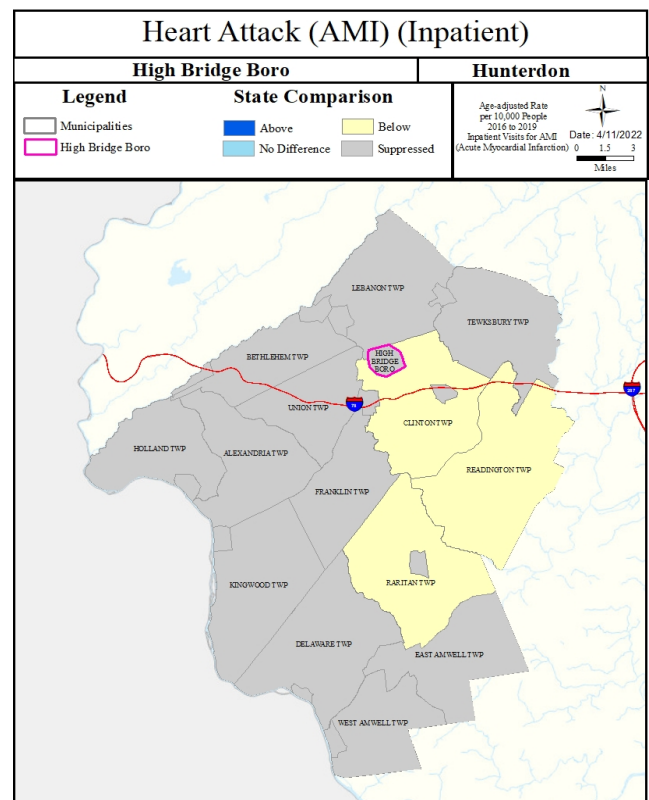 Heart Attack (AMI) (Inpatient)
High Bridge Boro
Hunterdon
Legend
Municipalities
High Bridge Boro
State Comparison
Above
Below
No Difference
Suppressed
Age-adjusted Rate
per 10,000 People
2016 to 2019
Inpatient Visits for AMI
(Acute Myocardial Infarction)
N
Date: 4/11/2022
0 1.5 3
Miles
LEBANON TWP
TEWKSBURY TWP
HIGH
BRIDGE
BORO
BETHLEHEM TWP
UNION TWP
78
287
CLINTON TWP
HOLLAND TWP
ALEXANDRIA TWP
READINGTON TWP
FRANKLIN TWP
KINGWOOD TWP
RARITAN TWP
DELAWARE TWP
EAST AMWELL TWP
WEST AMWELL TWP